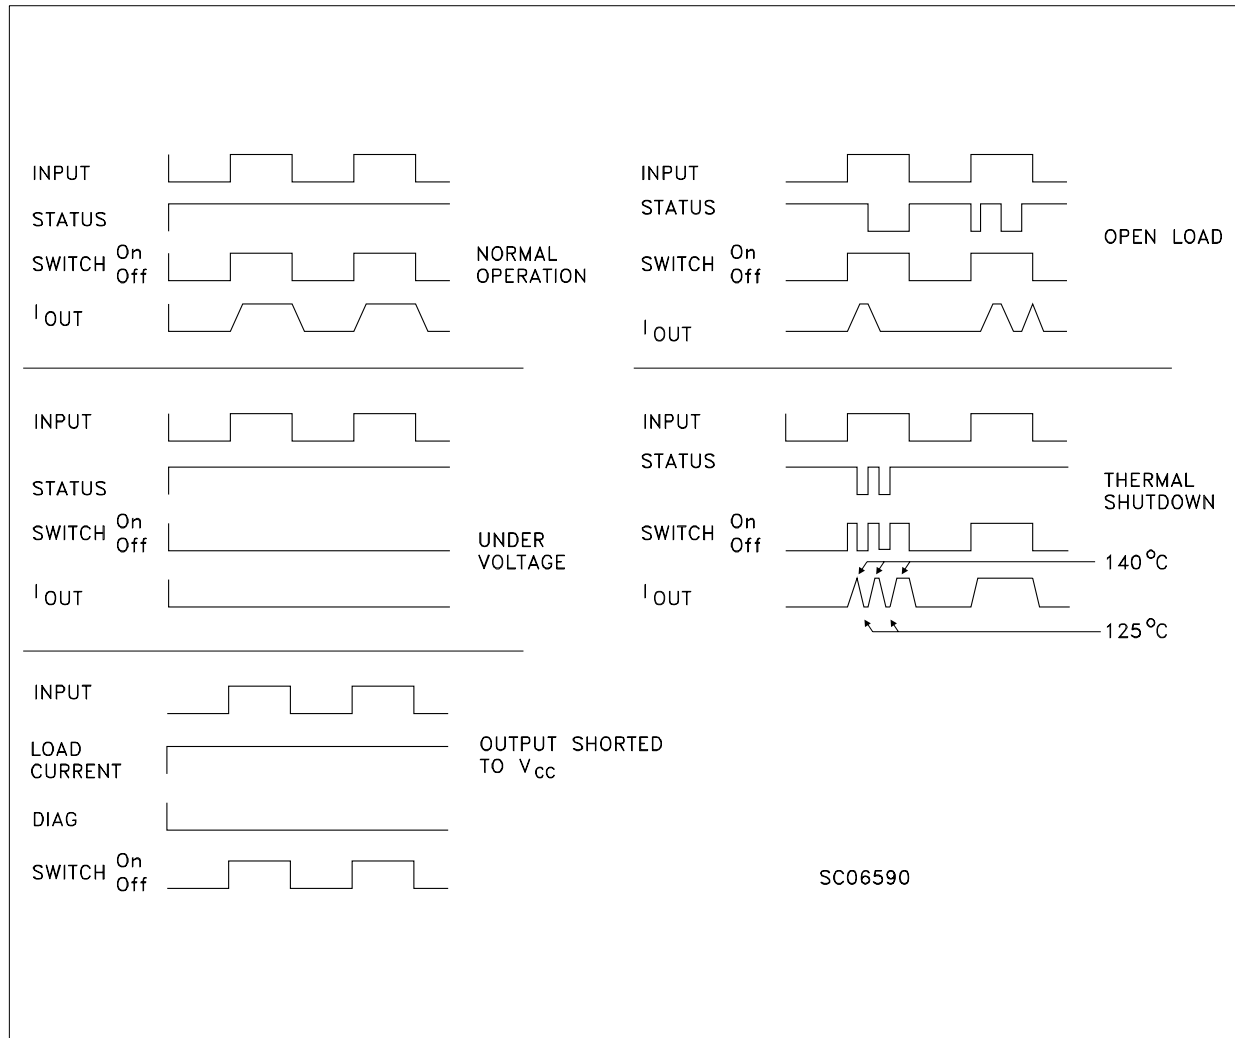 INPUT
STATUS
SWITCH On
Off
NORMAL
OPERATION
I OUT
INPUT
STATUS
OPEN LOAD
SWITCH On
Off
I OUT
INPUT
STATUS
SWITCH On
Off
UNDER
VOLTAGE
I OUT
INPUT
STATUS
THERMAL
SHUTDOWN
SWITCH On
Off
140°C
I OUT
125°C
INPUT
LOAD
CURRENT
OUTPUT SHORTED
TO VCC
DIAG
SWITCH On
Off
SC06590